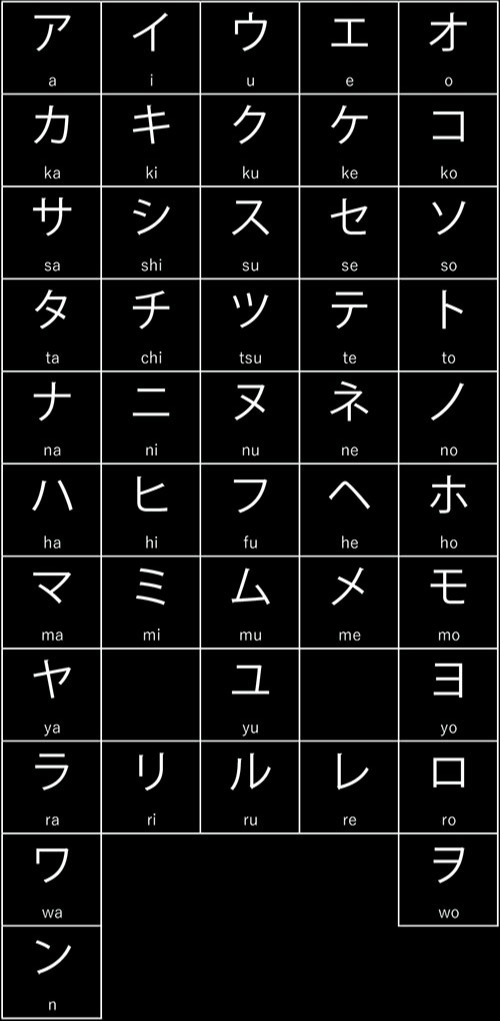 ア イ ウ エ オ
a i u e o
カ キ ク ケ コ
ka ki ku ke ko
サ シ ス セ ソ
sa shi su se so
タ チ ツ テ ト
ta chi tsu te to
ナ ニ ヌ ネ ノ
na ni nu ne no
ハ ヒ フ ヘ ホ
ha hi fu he ho
マ ミ ム メ モ
ma mi mu me mo
ヤ ユ ヨ
ya yu yo
ラ リ ル レ ロ
ra ri ru re ro
ワ ヲ
wa wo
ン
n